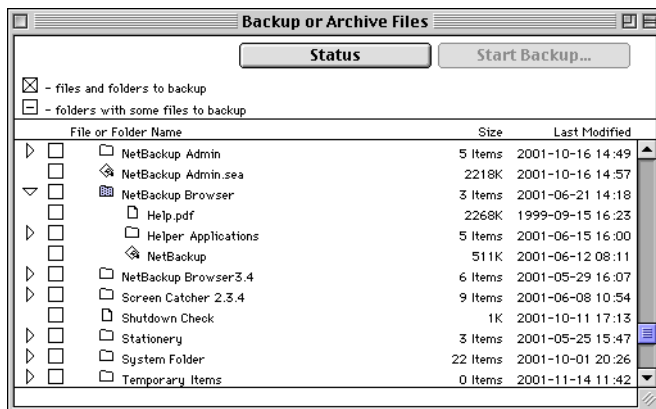 Backup or Archive Files
Status Start Backup...
- files and folders to backup
- folders with some files to backup
File or Folder Name Size Last Modified
NetBackup Admin 5 Items 2001-10-16 14:49
NetBackup Admin.sea 2218K 2001-10-16 14:57
NetBackup Browser 3 Items 2001-06-21 14:18
Help.pdf 2268K 1999-09-15 16:23
Helper Applications 5 Items 2001-06-15 16:00
NetBackup 511K 2001-06-12 08:11
NetBackup Browser3.4 6 Items 2001-05-29 16:07
Screen Catcher 2.3.4 9 Items 2001-06-08 10:54
Shutdown Check 1K 2001-10-11 17:13
Stationery 3 Items 2001-05-25 15:47
System Folder 22 Items 2001-10-01 20:26
Temporary Items 0 Items 2001-11-14 11:42